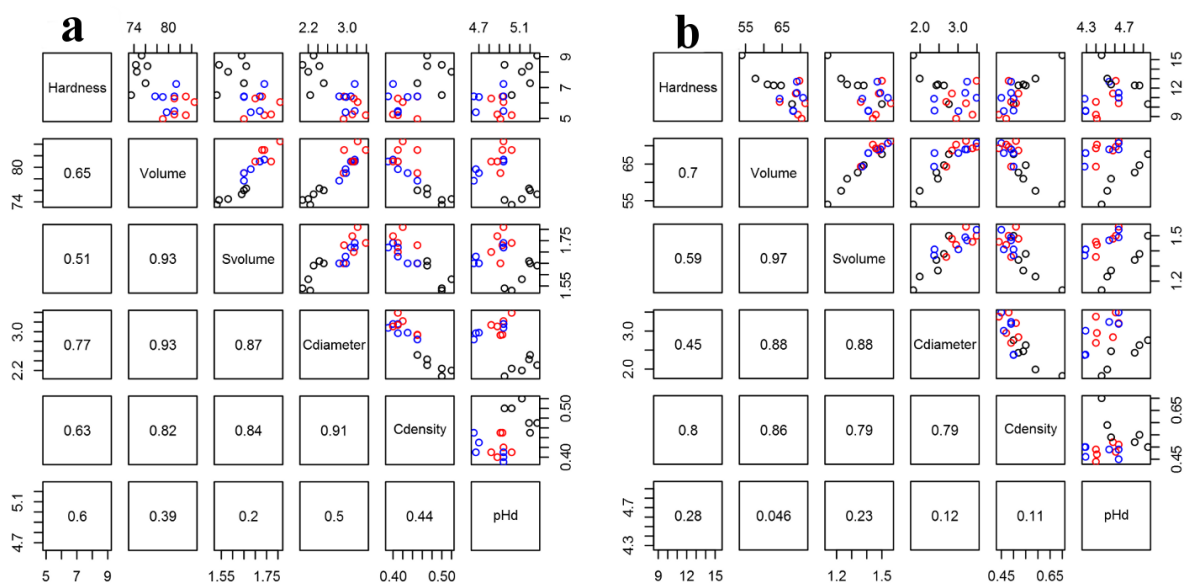 a
74 80 2.2 3.0 4.7 5.1
Hardness 5 7 9
74 80 0.65 Volume
0.51 0.93 Svolume 1.55 1.75
2.2 3.0 0.77 0.93 0.87 Cdiameter
0.63 0.82 0.84 0.91 Cdensity 0.40 0.50
4.7 5.1 0.6 0.39 0.2 0.5 0.44 pHd
5 7 9 1.55 1.75 0.40 0.50
b
55 65 2.0 3.0 4.3 4.7
Hardness 9 12 15
55 65 0.7 Volume
0.59 0.97 Svolume 1.2 1.5
2.0 3.0 0.45 0.88 0.88 Cdiameter
0.8 0.86 0.79 0.79 Cdensity 0.45 0.65
4.3 4.7 0.28 0.046 0.23 0.12 0.11 pHd
9 12 15 1.2 1.5 0.45 0.65